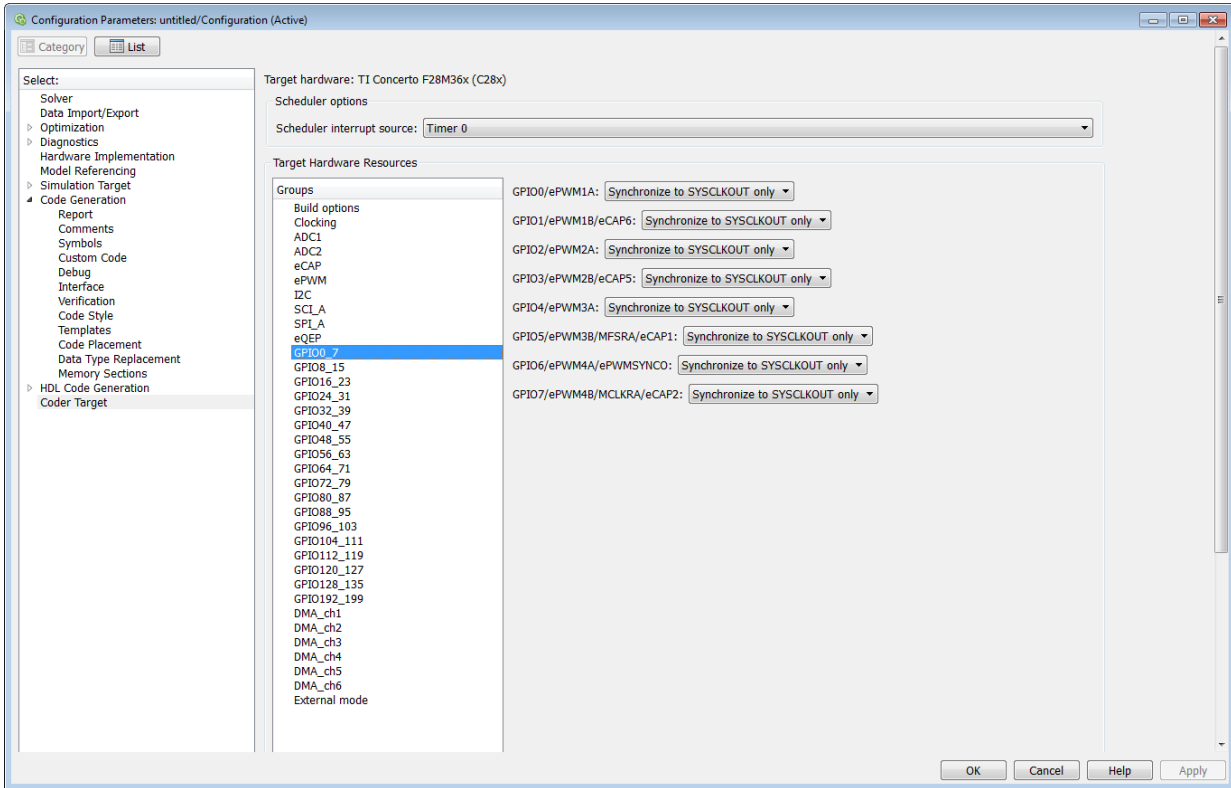 Configuration Parameters: untitled/Configuration (Active)
Category
List
Select:
Solver
Data Import/Export
Optimization
Diagnostics
Hardware Implementation
Model Referencing
Simulation Target
Code Generation
Report
Comments
Symbols
Custom Code
Debug
Interface
Verification
Code Style
Templates
Code Placement
Data Type Replacement
Memory Sections
HDL Code Generation
Coder Target
Target hardware: TI Concerto F28M36x (C28x)
Scheduler options
Scheduler interrupt source: Timer 0
Target Hardware Resources
Groups
Build options
Clocking
ADC1
ADC2
eCAP
ePWM
I2C
SCI_A
SPI_A
eQEP
GPIO0_7
GPIO8_15
GPIO16_23
GPIO24_31
GPIO32_39
GPIO40_47
GPIO48_55
GPIO56_63
GPIO64_71
GPIO72_79
GPIO80_87
GPIO88_95
GPIO96_103
GPIO104_111
GPIO112_119
GPIO120_127
GPIO128_135
GPIO192_199
DMA_ch1
DMA_ch2
DMA_ch3
DMA_ch4
DMA_ch5
DMA_ch6
External mode
GPIO0/ePWM1A: Synchronize to SYSCLKOUT only
GPIO1/ePWM1B/eCAP6: Synchronize to SYSCLKOUT only
GPIO2/ePWM2A: Synchronize to SYSCLKOUT only
GPIO3/ePWM2B/eCAP5: Synchronize to SYSCLKOUT only
GPIO4/ePWM3A: Synchronize to SYSCLKOUT only
GPIO5/ePWM3B/MFSRA/eCAP1: Synchronize to SYSCLKOUT only
GPIO6/ePWM4A/ePWMSYNCO: Synchronize to SYSCLKOUT only
GPIO7/ePWM4B/MCLKRA/eCAP2: Synchronize to SYSCLKOUT only
OK
Cancel
Help
Apply